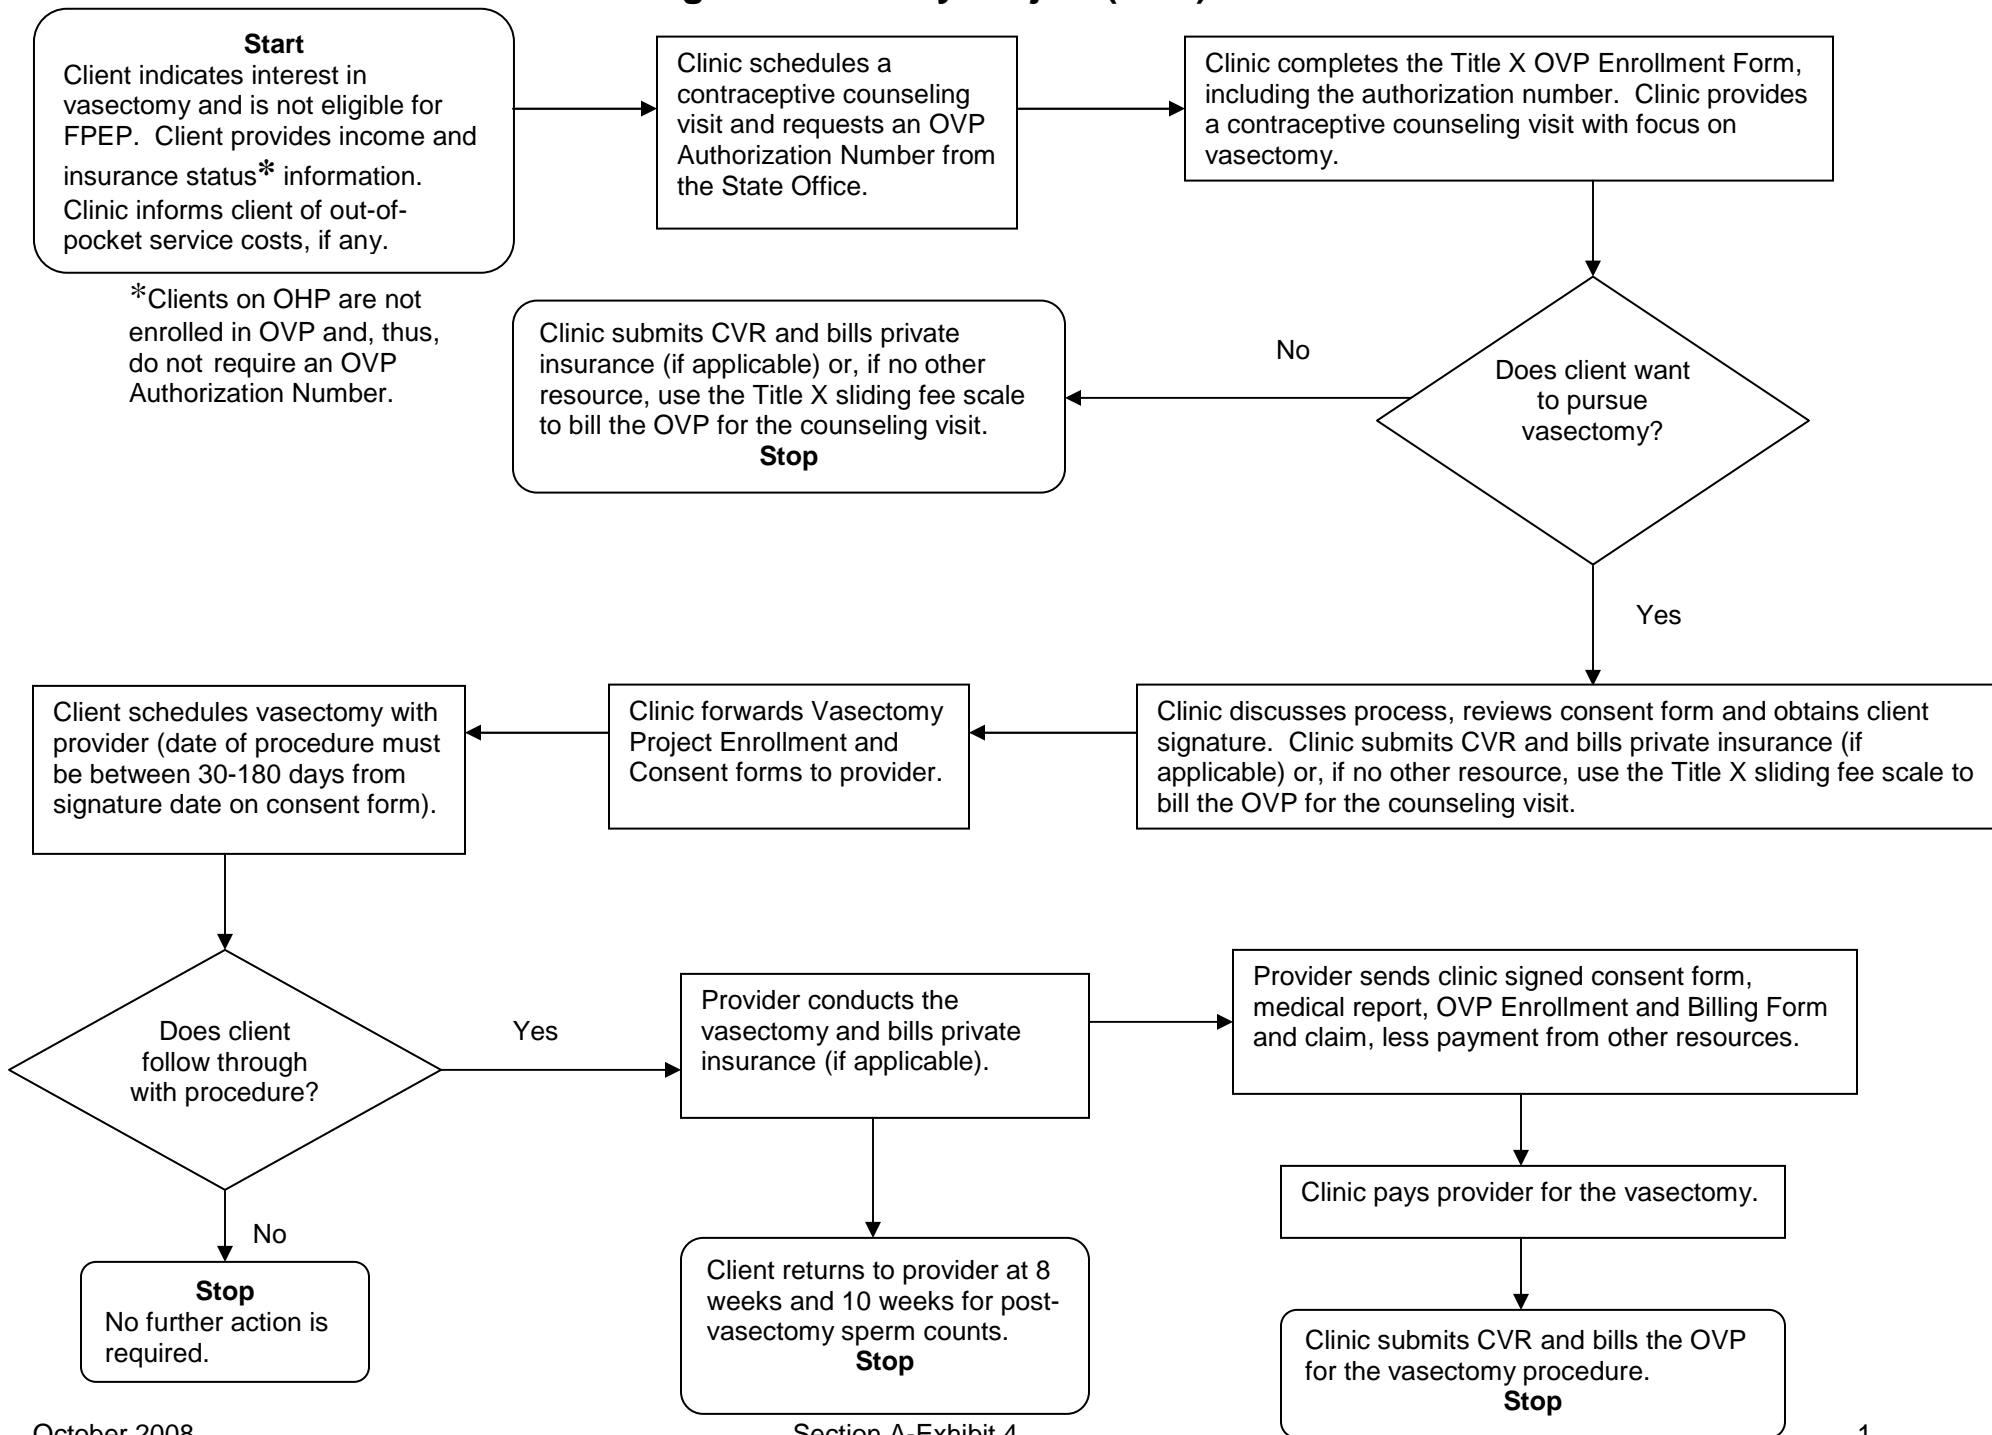 Start
Client indicates interest in
vasectomy and is not eligible for
FPEP. Client provides income and
insurance status* information.
Clinic informs client of out-of-
pocket service costs, if any.
*Clients on OHP are not
enrolled in OVP and, thus,
do not require an OVP
Authorization Number.
Clinic schedules a
contraceptive counseling
visit and requests an OVP
Authorization Number from
the State Office.
Clinic completes the Title X OVP Enrollment Form,
including the authorization number. Clinic provides
a contraceptive counseling visit with focus on
vasectomy.
Does client want
to pursue
vasectomy?
No
Clinic submits CVR and bills private
insurance (if applicable) or, if no other
resource, use the Title X sliding fee scale
to bill the OVP for the counseling visit.
Stop
Yes
Clinic discusses process, reviews consent form and obtains client
signature. Clinic submits CVR and bills private insurance (if
applicable) or, if no other resource, use the Title X sliding fee scale to
bill the OVP for the counseling visit.
Clinic forwards Vasectomy
Project Enrollment and
Consent forms to provider.
Client schedules vasectomy with
provider (date of procedure must
be between 30-180 days from
signature date on consent form).
Does client
follow through
with procedure?
No
Stop
No further action is
required.
Yes
Provider conducts the
vasectomy and bills private
insurance (if applicable).
Client returns to provider at 8
weeks and 10 weeks for post-
vasectomy sperm counts.
Stop
Provider sends clinic signed consent form,
medical report, OVP Enrollment and Billing Form
and claim, less payment from other resources.
Clinic pays provider for the vasectomy.
Clinic submits CVR and bills the OVP
for the vasectomy procedure.
Stop
October 2008
Section A-Exhibit 4
1